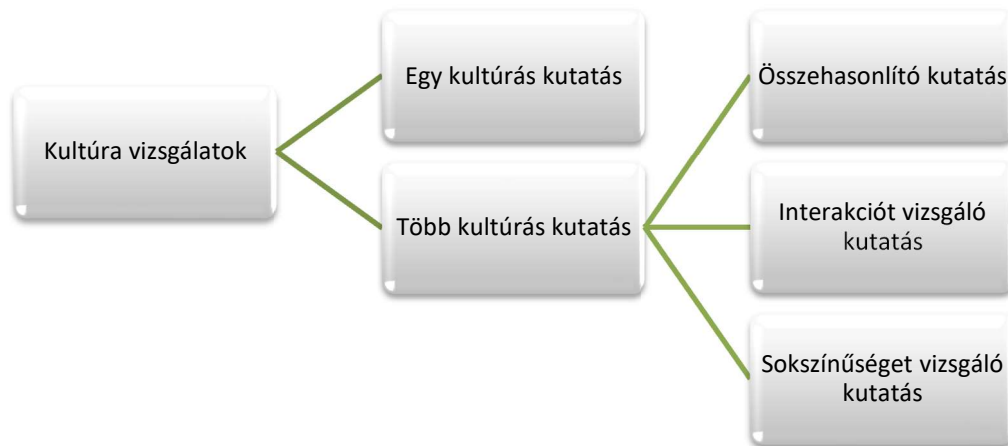 Kultúra vizsgálatok
Egy kultúrás kutatás
Több kultúrás kutatás
Összehasonlító kutatás
Interakciót vizsgáló
kutatás
Sokszínűséget vizsgáló
kutatás